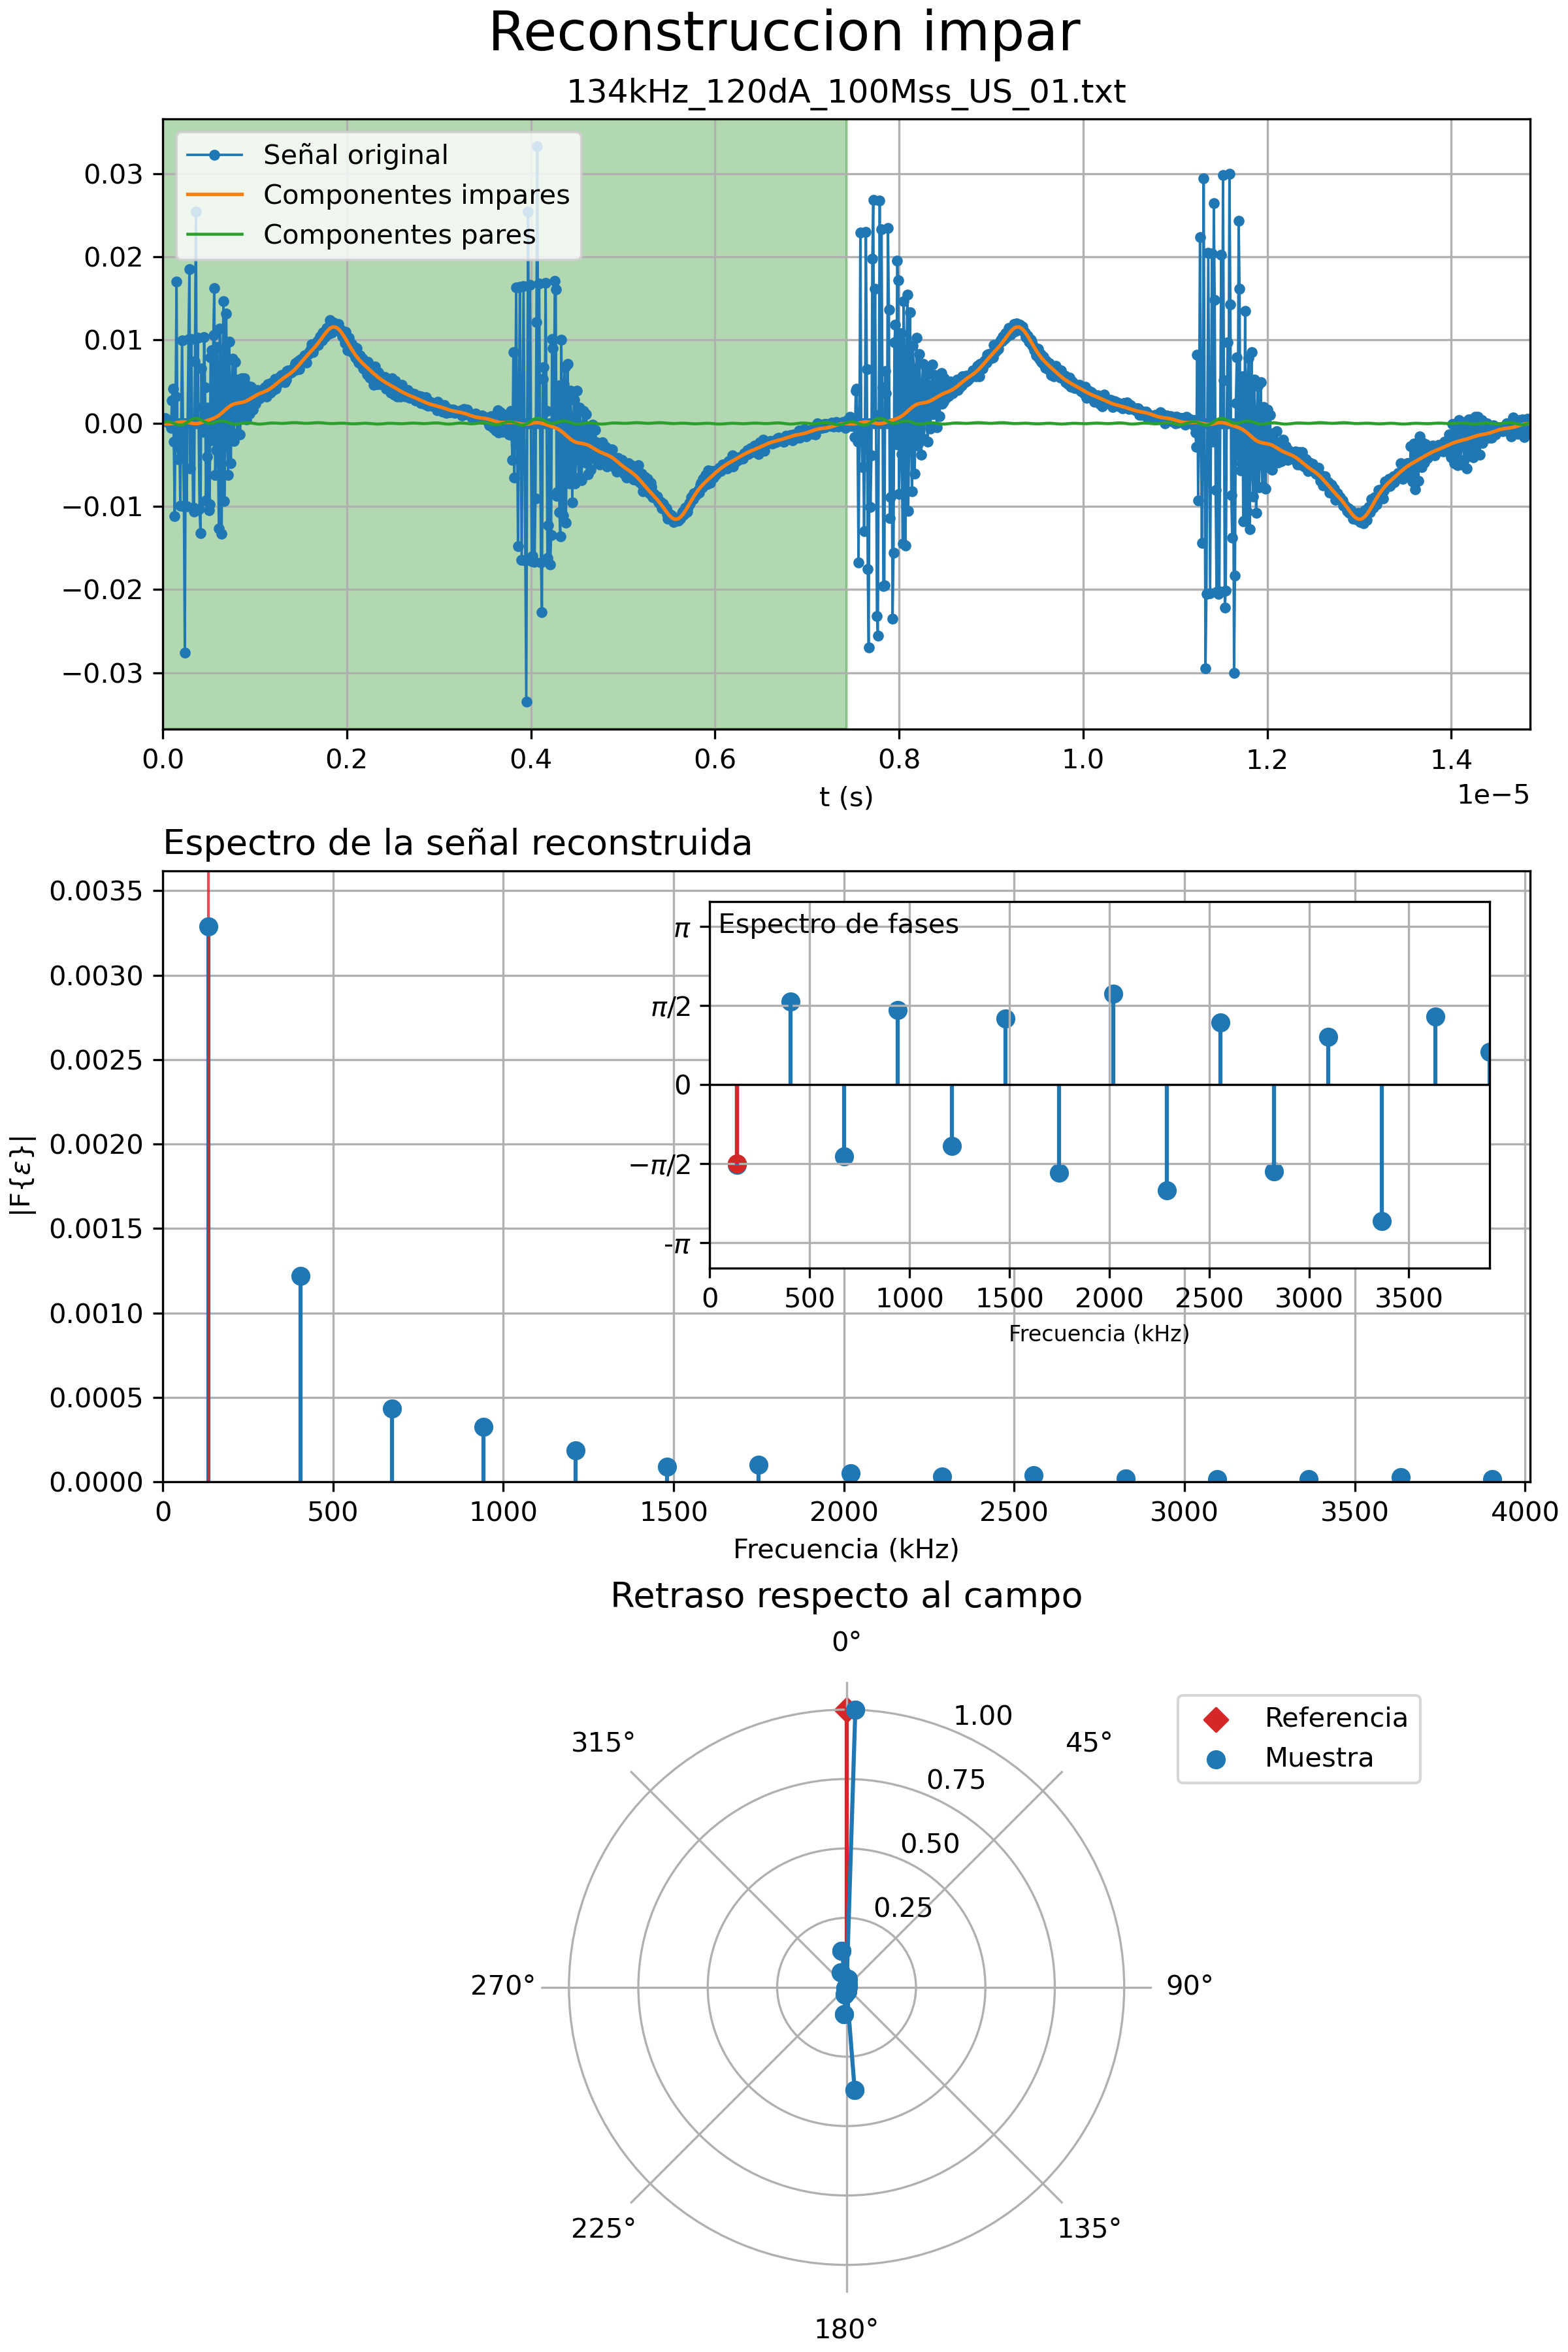 Reconstruccion impar
134kHz_120dA_100Mss_US_01.txt
Señal original
Componentes impares
Componentes pares
0.03
0.02
0.01
0.00
−0.01
−0.02
−0.03
0.0 0.2 0.4 0.6 0.8 1.0 1.2 1.4
1e−5
t (s)
Espectro de la señal reconstruida
0.0035
0.0030
0.0025
0.0020
0.0015
0.0010
0.0005
0.0000
|F{ε}|
Espectro de fases
π
π/2
0
−π/2
-π
0 500 1000 1500 2000 2500 3000 3500
Frecuencia (kHz)
0 500 1000 1500 2000 2500 3000 3500 4000
Frecuencia (kHz)
Retraso respecto al campo
0°
45°
90°
135°
180°
225°
270°
315°
1.00
0.75
0.50
0.25
Referencia
Muestra